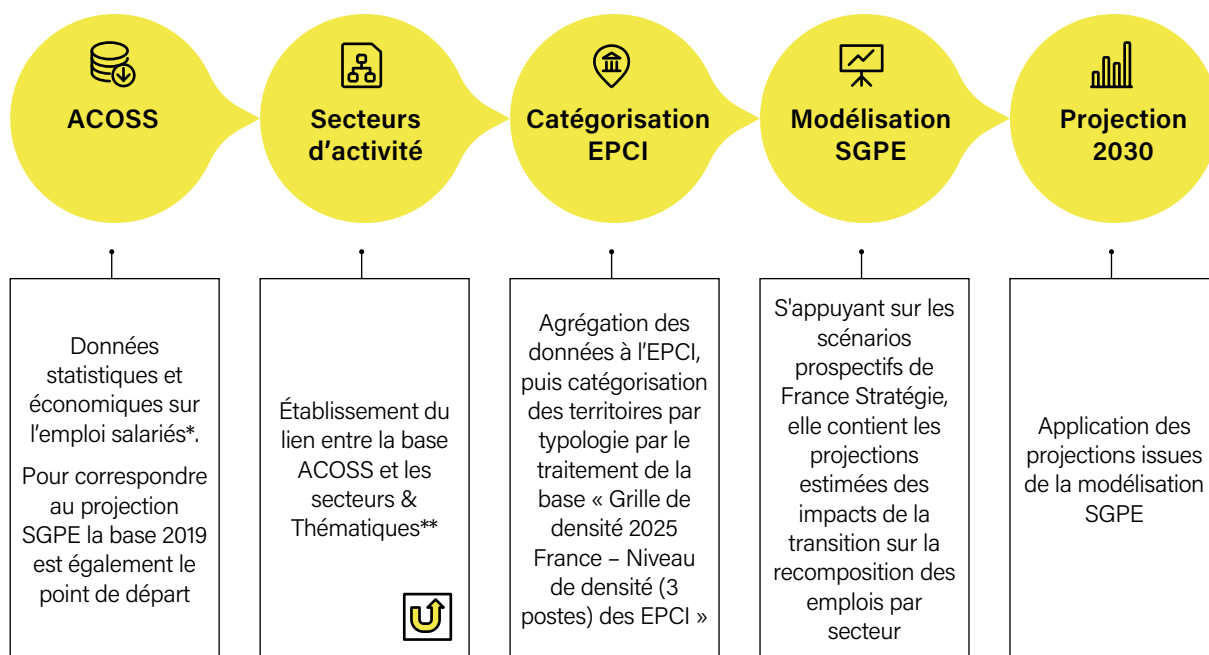 ACOSS
Secteurs
d'activité
Catégorisation
EPCI
Modélisation
SGPE
Projection
2030
Données
statistiques et
économiques sur
l'emploi salariés*.
Pour correspondre
au projection
SGPE la base 2019
est également le
point de départ
Établissement du
lien entre la base
ACOSS et les
secteurs &
Thématiques**
Agrégation des
données à l'EPCI,
puis catégorisation
des territoires par
typologie par le
traitement de la
base « Grille de
densité 2025
France – Niveau
de densité (3
postes) des EPCI »
S'appuyant sur les
scénarios
prospectifs de
France Stratégie,
elle contient les
projections
estimées des
impacts de la
transition sur la
recomposition des
emplois par
secteur
Application des
projections issues
de la modélisation
SGPE